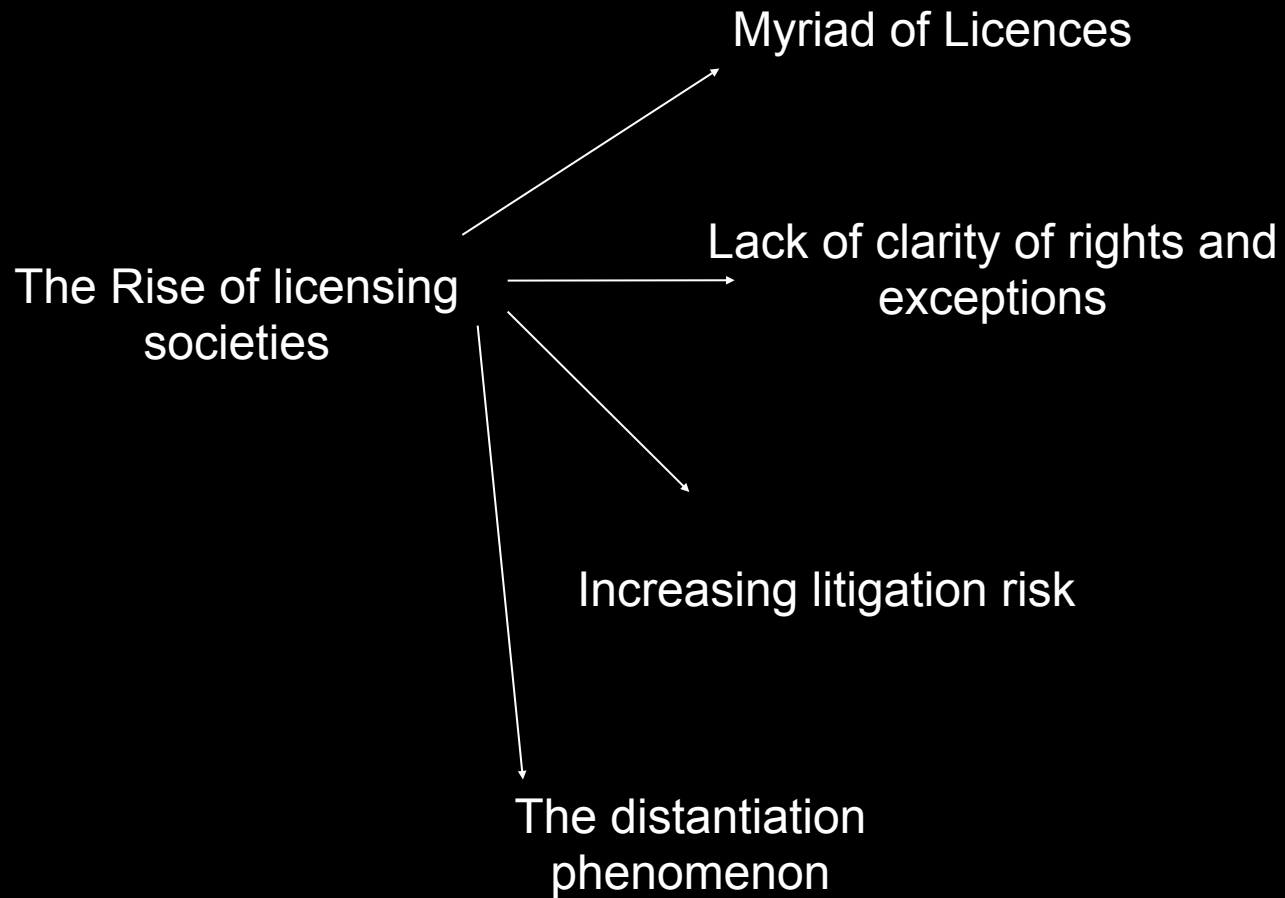 Myriad of Licences
Lack of clarity of rights and
exceptions
The Rise of licensing
societies
Increasing litigation risk
The distantiation
phenomenon